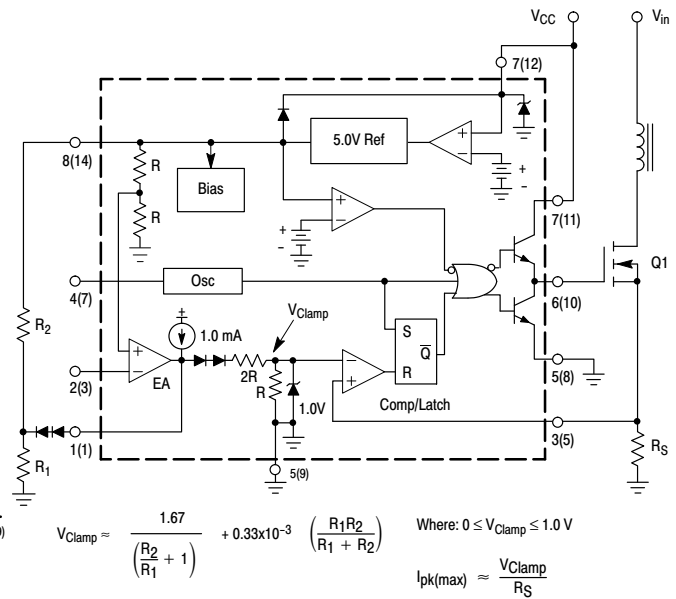 VCC
Vin
7(12)
5.0V Ref
+
−
+
-
8(14)
R
Bias
R
+
−
+
-
7(11)
Q1
4(7)
Osc
6(10)
VClamp
S
Q
R
±
1.0 mA
R2
+
−
EA
2R
R
1.0V
−
+
Comp/Latch
5(8)
2(3)
1(1)
3(5)
R1
RS
5(9)
VClamp ≈ 1.67 / (R2/R1 + 1) + 0.33x10−3 (R1R2 / R1 + R2)
Where: 0 ≤ VClamp ≤ 1.0 V
Ipk(max) ≈ VClamp / RS